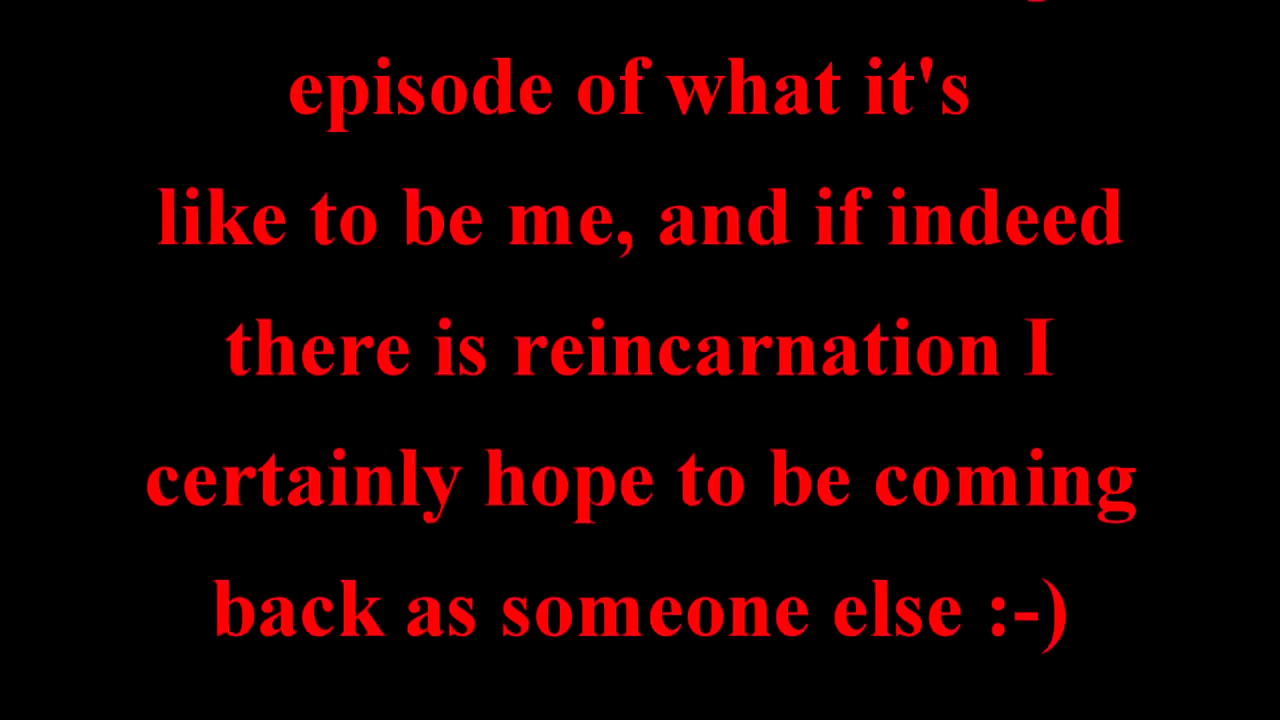 episode of what it's
like to be me, and if indeed
there is reincarnation I
certainly hope to be coming
back as someone else :-)